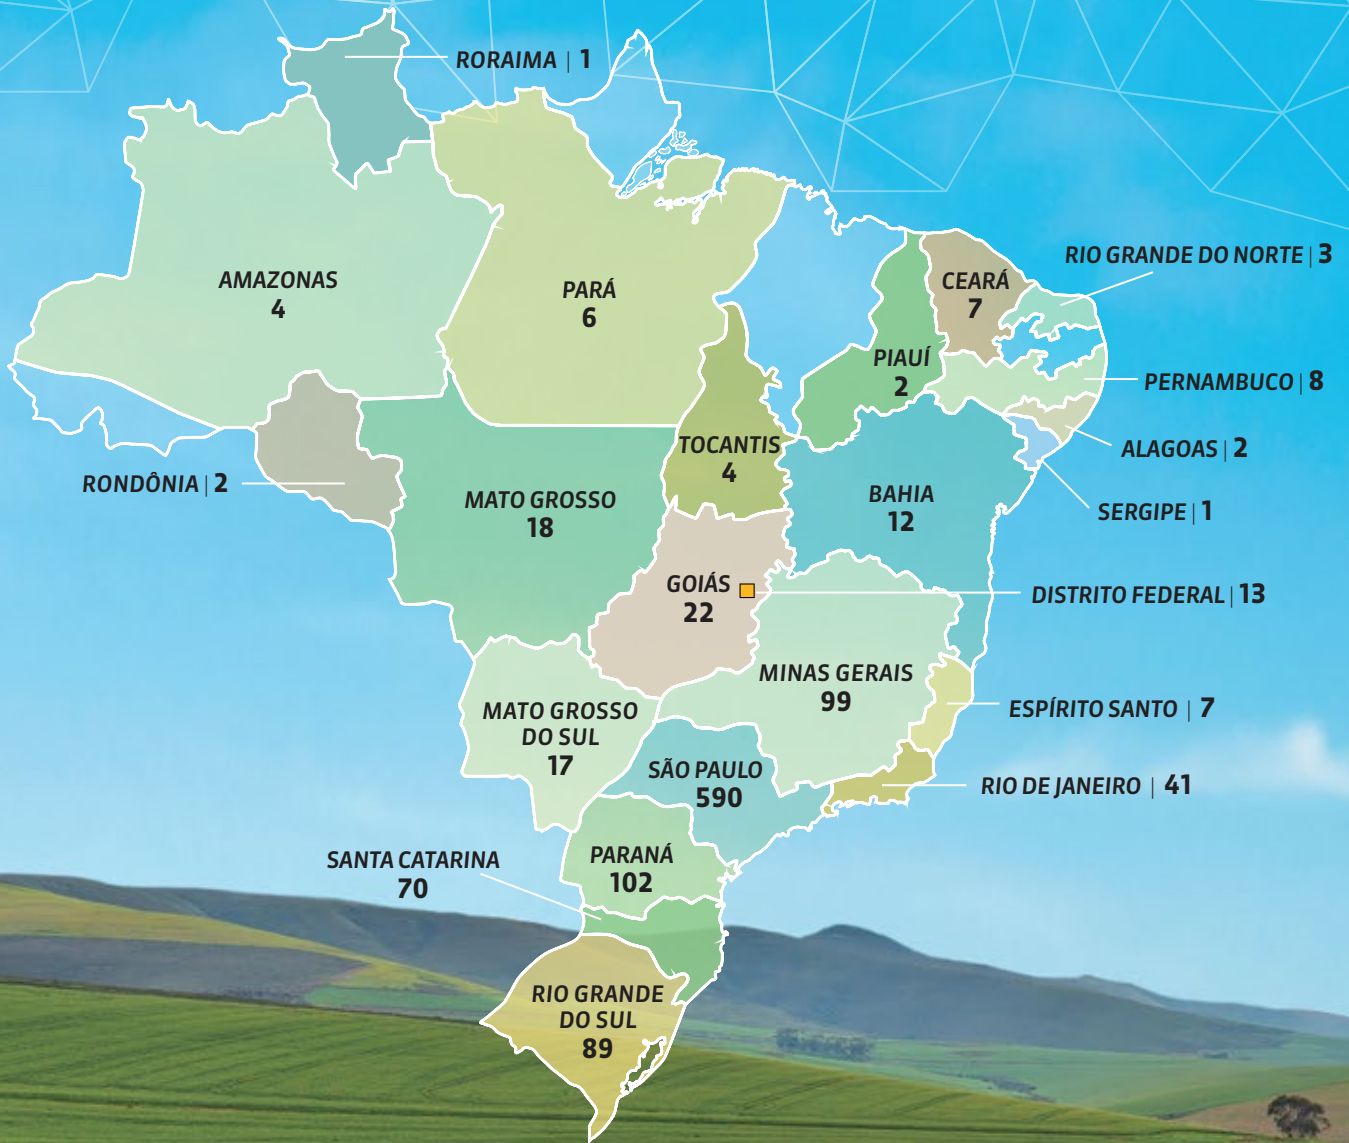 RORAIMA | 1
AMAZONAS
4
PARÁ
6
CEARÁ
7
RIO GRANDE DO NORTE | 3
PIAUÍ
2
PERNAMBUCO | 8
ALAGOAS | 2
SERGIPE | 1
TOCANTIS
4
RONDÔNIA | 2
MATO GROSSO
18
BAHIA
12
GOIÁS
22
DISTRITO FEDERAL | 13
MINAS GERAIS
99
ESPÍRITO SANTO | 7
MATO GROSSO
DO SUL
17
SÃO PAULO
590
RIO DE JANEIRO | 41
PARANÁ
102
SANTA CATARINA
70
RIO GRANDE
DO SUL
89